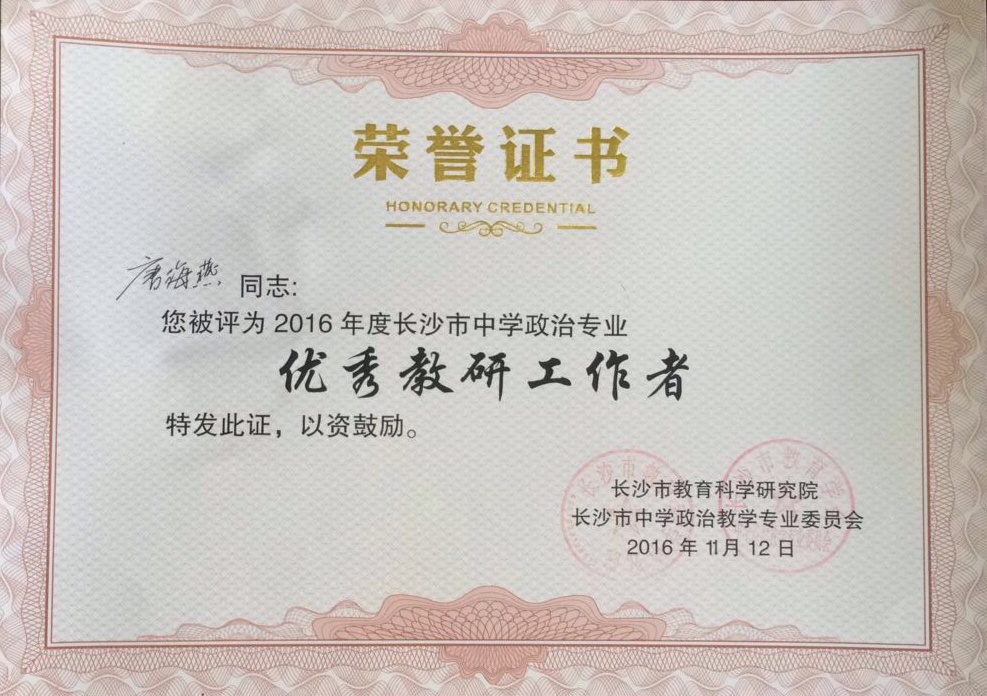 荣誉证书
HONORARY CREDENTIAL
唐海燕 同志:
您被评为 2016 年度长沙市中学政治专业
优秀教研工作者
特发此证，以资鼓励。
长沙市教育科学研究院
长沙市中学政治教学专业委员会
2016 年 11月 12 日